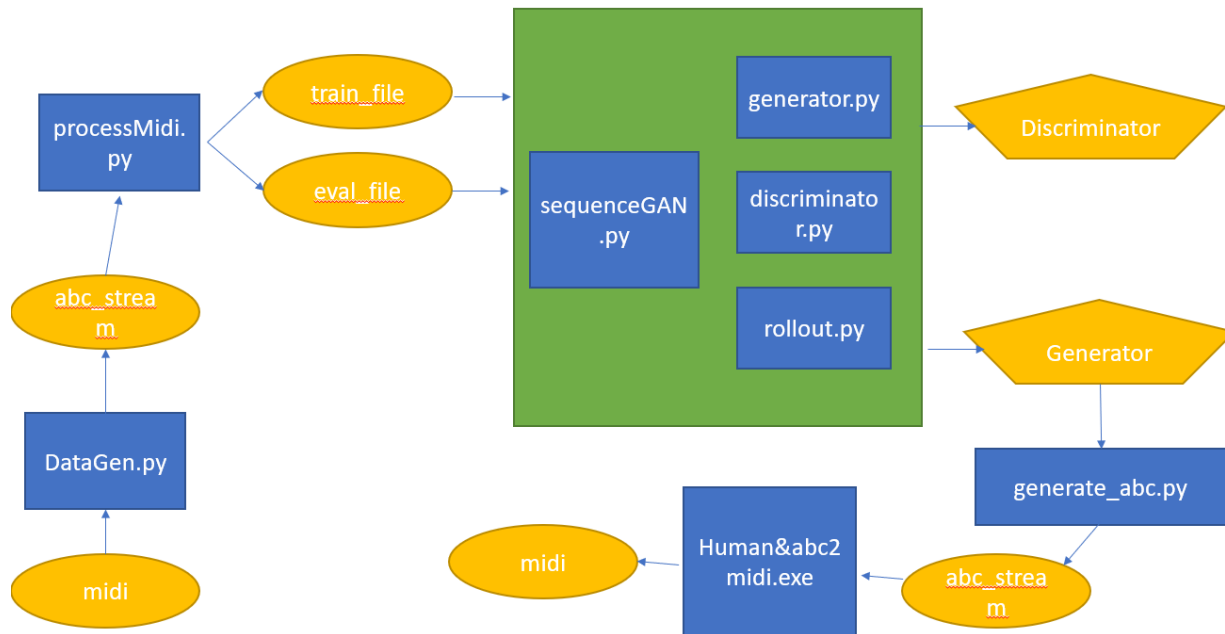 train_file
processMidi.
py
eval_file
abc_strea
m
DataGen.py
midi
sequenceGAN
.py
generator.py
discriminato
r.py
rollout.py
Discriminator
Generator
generate_abc.py
abc_strea
m
Human&abc2
midi.exe
midi